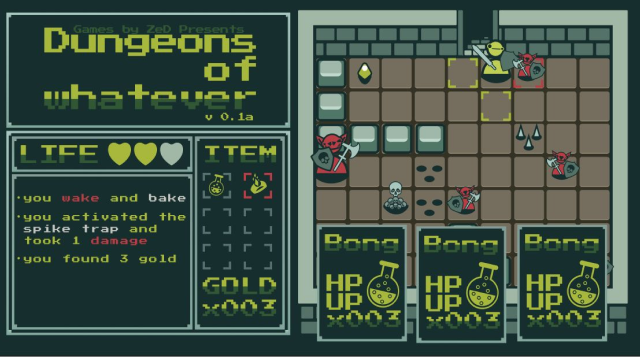 Games by ZeD Presents
Dungeons
of
whatever
v 0.1a
LIFE
ITEM
·you wake and bake
·you activated the
spike trap and
took 1 damage
·you found 3 gold
GOLD
x003
Bong
HP
UP
x003
Bong
HP
UP
x003
Bong
HP
UP
x003